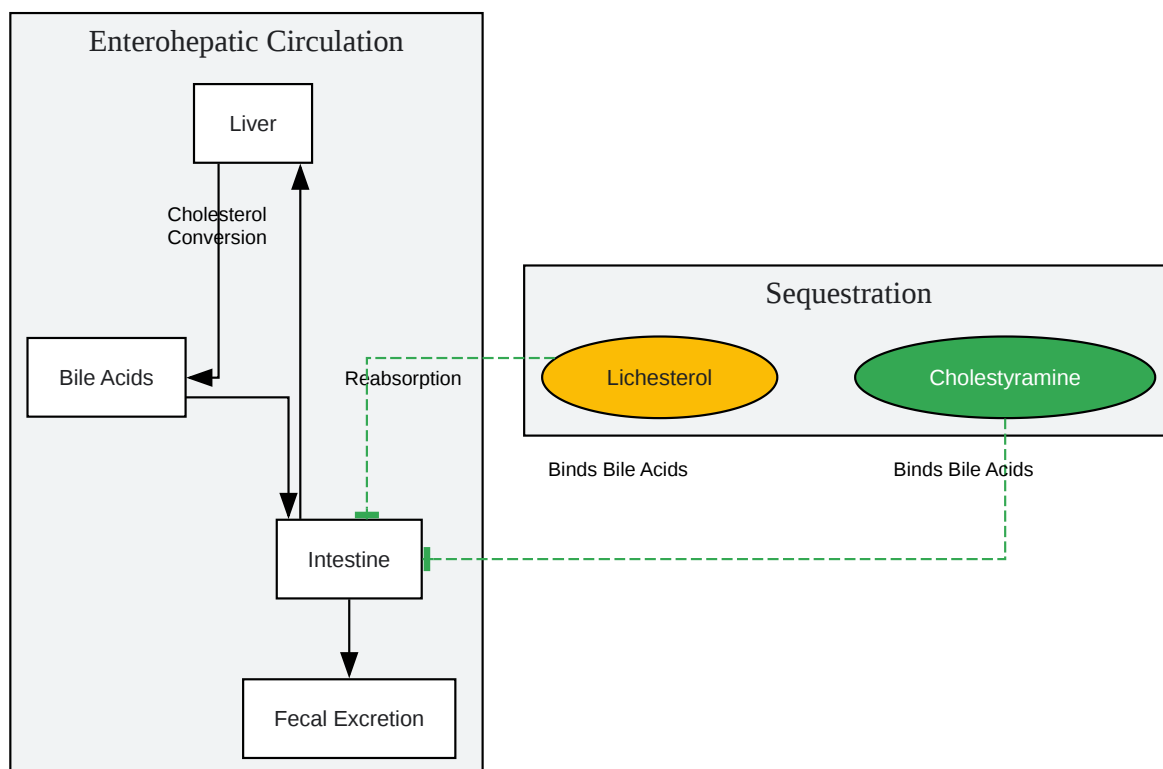 Enterohepatic Circulation
Liver
Cholesterol
Conversion
Bile Acids
Reabsorption
Intestine
Fecal Excretion
Sequestration
Lichesterol
Cholestyramine
Binds Bile Acids
Binds Bile Acids